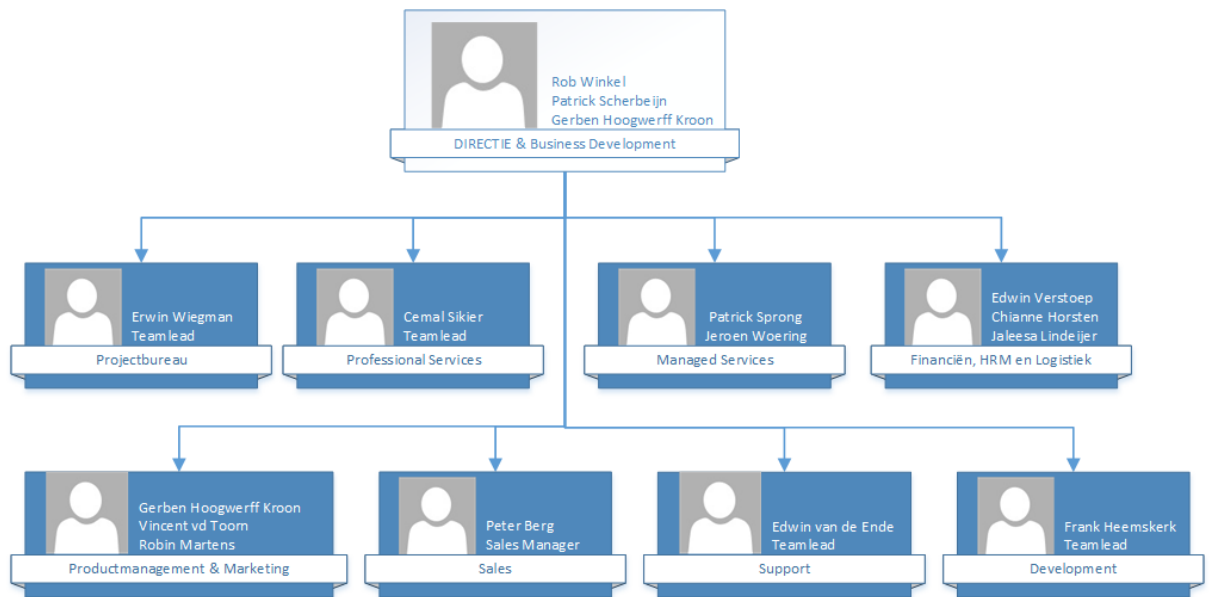 Rob Winkel
Patrick Scherbeijn
Gerben Hoogwerff Kroon
DIRECTIE & Business Development
Erwin Wiegman
Teamlead
Projectbureau
Cemal Sikier
Teamlead
Professional Services
Patrick Sprong
Jeroen Woering
Managed Services
Edwin Verstoep
Chianne Horsten
Jaleesa Lindeijer
Financiën, HRM en Logistiek
Gerben Hoogwerff Kroon
Vincent vd Toorn
Robin Martens
Productmanagement & Marketing
Peter Berg
Sales Manager
Sales
Edwin van de Ende
Teamlead
Support
Frank Heemskerk
Teamlead
Development